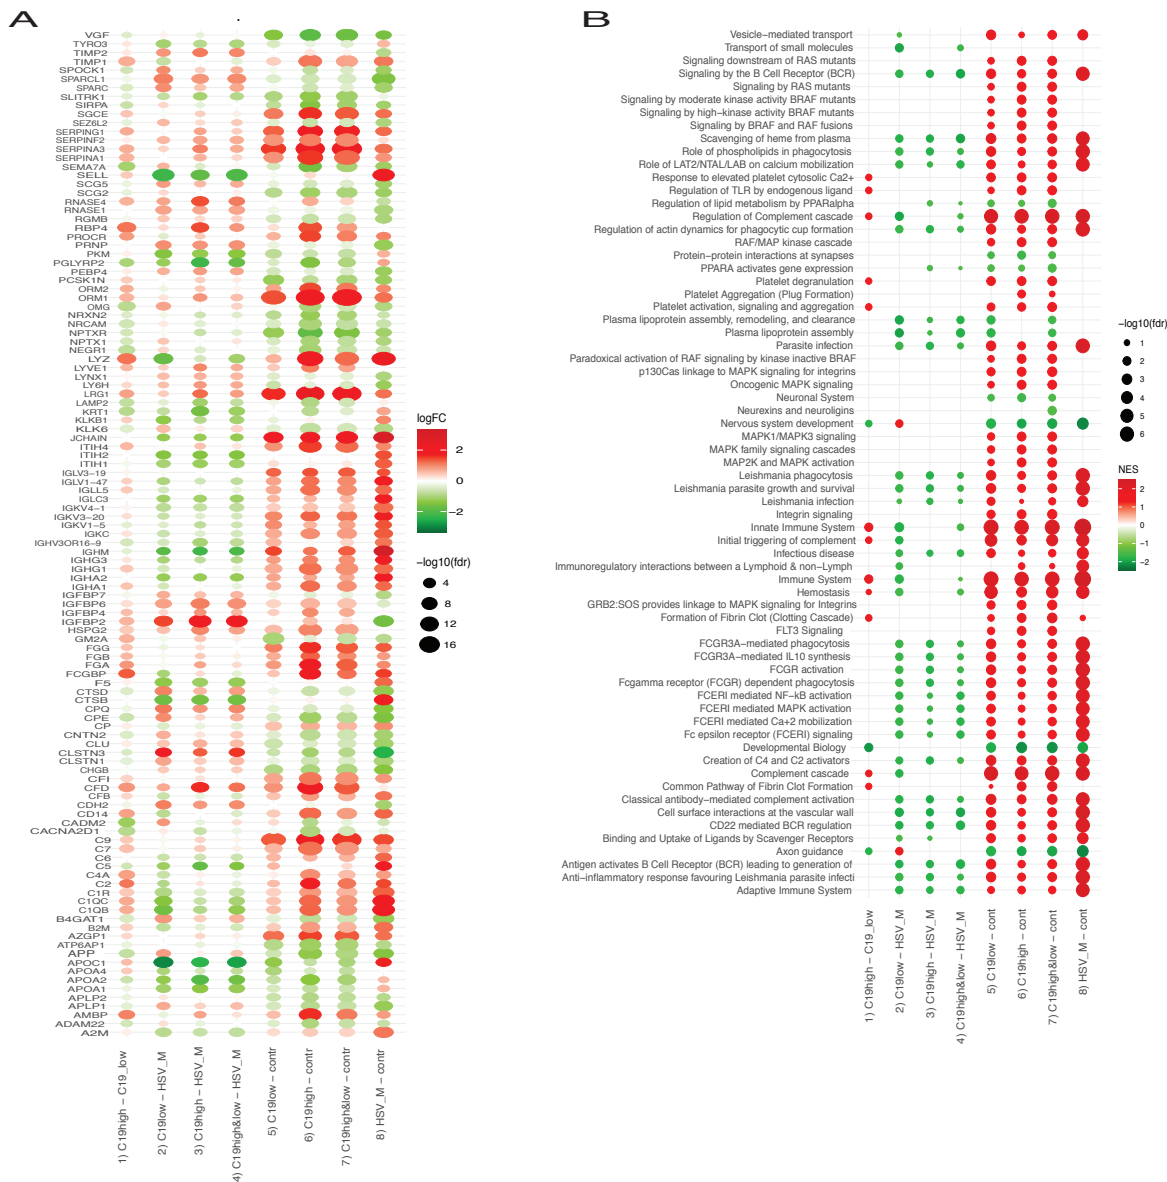 A
VGF
TYRO3
TIMP2
TIMP1
SPOCK1
SPARCL1
SPARC
SLITRK1
SIRPA
SGCE
SEZ6L2
SERPING1
SERPINF2
SERPINA3
SERPINA1
SEMA7A
SELL
SCG5
SCG2
RNASE4
RNASE1
RGMB
RBP4
PROCR
PRNP
PKM
PGLYRP2
PEBP4
PCSK1N
ORM2
ORM1
OMG
NRXN2
NRCAM
NPTXR
NPTX1
NEGR1
LYZ
LYVE1
LYNX1
LY6H
LRG1
LAMP2
KRT1
KLKB1
KLK6
JCHAIN
ITIH4
ITIH2
ITIH1
IGLV3−19
IGLV1−47
IGLL5
IGLC3
IGKV4−1
IGKV3−20
IGKV1−5
IGKC
IGHV3OR16−9
IGHM
IGHG3
IGHG1
IGHA2
IGHA1
IGFBP7
IGFBP6
IGFBP4
IGFBP2
HSPG2
GM2A
FGG
FGB
FGA
FCGBP
F5
CTSD
CTSB
CPQ
CPE
CP
CNTN2
CLU
CLSTN3
CLSTN1
CHGB
CFI
CFD
CFB
CDH2
CD14
CADM2
CACNA2D1
C9
C7
C6
C5
C4A
C2
C1R
C1QC
C1QB
B4GAT1
B2M
AZGP1
ATP6AP1
APP
APOC1
APOA4
APOA2
APOA1
APLP2
APLP1
AMBP
ADAM22
A2M
1) C19high − C19_low
2) C19low − HSV_M
3) C19high − HSV_M
4) C19high&low − HSV_M
5) C19low − contr
6) C19high − contr
7) C19high&low − contr
8) HSV_M − contr
logFC
2
0
−2
−log10(fdr)
4
8
12
16
B
Vesicle−mediated transport
Transport of small molecules
Signaling downstream of RAS mutants
Signaling by the B Cell Receptor (BCR)
Signaling by RAS mutants
Signaling by moderate kinase activity BRAF mutants
Signaling by high−kinase activity BRAF mutants
Signaling by BRAF and RAF fusions
Scavenging of heme from plasma
Role of phospholipids in phagocytosis
Role of LAT2/NTAL/LAB on calcium mobilization
Response to elevated platelet cytosolic Ca2+
Regulation of TLR by endogenous ligand
Regulation of lipid metabolism by PPARalpha
Regulation of Complement cascade
Regulation of actin dynamics for phagocytic cup formation
RAF/MAP kinase cascade
Protein−protein interactions at synapses
PPARA activates gene expression
Platelet degranulation
Platelet Aggregation (Plug Formation)
Platelet activation, signaling and aggregation
Plasma lipoprotein assembly, remodeling, and clearance
Plasma lipoprotein assembly
Parasite infection
Paradoxical activation of RAF signaling by kinase inactive BRAF
p130Cas linkage to MAPK signaling for integrins
Oncogenic MAPK signaling
Neuronal System
Neurexins and neuroligins
Nervous system development
MAPK1/MAPK3 signaling
MAPK family signaling cascades
MAP2K and MAPK activation
Leishmania phagocytosis
Leishmania parasite growth and survival
Leishmania infection
Integrin signaling
Innate Immune System
Initial triggering of complement
Infectious disease
Immunoregulatory interactions between a Lymphoid & non−Lymph
Immune System
Hemostasis
GRB2:SOS provides linkage to MAPK signaling for Integrins
Formation of Fibrin Clot (Clotting Cascade)
FLT3 Signaling
FCGR3A−mediated phagocytosis
FCGR3A−mediated IL10 synthesis
FCGR activation
Fcgamma receptor (FCGR) dependent phagocytosis
FCERI mediated NF−kB activation
FCERI mediated MAPK activation
FCERI mediated Ca+2 mobilization
Fc epsilon receptor (FCERI) signaling
Developmental Biology
Creation of C4 and C2 activators
Complement cascade
Common Pathway of Fibrin Clot Formation
Classical antibody−mediated complement activation
Cell surface interactions at the vascular wall
CD22 mediated BCR regulation
Binding and Uptake of Ligands by Scavenger Receptors
Axon guidance
Antigen activates B Cell Receptor (BCR) leading to generation of
Anti−inflammatory response favouring Leishmania parasite infecti
Adaptive Immune System
1) C19high − C19_low
2) C19low − HSV_M
3) C19high − HSV_M
4) C19high&low − HSV_M
5) C19low − cont
6) C19high − cont
7) C19high&low − cont
8) HSV_M − cont
−log10(fdr)
1
2
3
4
5
6
NES
2
1
0
−1
−2